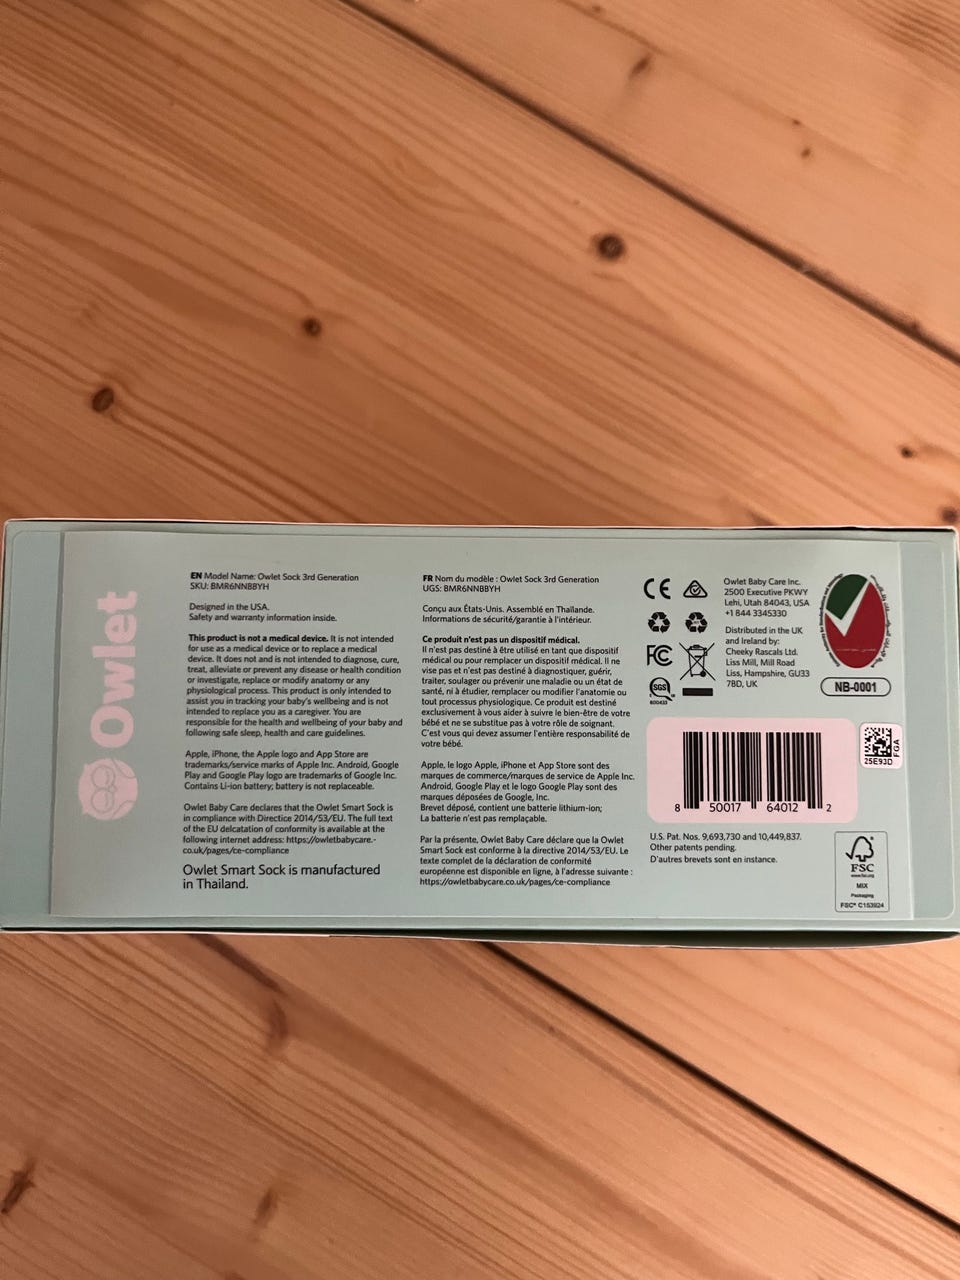 Owlet
EN Model Name: Owlet Sock 3rd Generation
SKU: BMR6NNBBYH
Designed in the USA.
Safety and warranty information inside.
This product is not a medical device. It is not intended
for use as a medical device or to replace a medical
device. It does not and is not intended to diagnose, cure,
treat, alleviate or prevent any disease or health condition
or investigate, replace or modify anatomy or any
physiological process. This product is only intended to
assist you in tracking your baby's wellbeing and is not
intended to replace you as a caregiver. You are
responsible for the health and wellbeing of your baby and
following safe sleep, health and care guidelines.
Apple, iPhone, the Apple logo and App Store are
trademarks/service marks of Apple Inc. Android, Google
Play and Google Play logo are trademarks of Google Inc.
Contains Li-ion battery; battery is not replaceable.
Owlet Baby Care declares that the Owlet Smart Sock is
in compliance with Directice 2014/53/EU. The full text
of the EU delcatation of conformity is available at the
following internet address: https://owletbabycare.-
co.uk/pages/ce-compliance
Owlet Smart Sock is manufactured
in Thailand.
FR Nom du modèle : Owlet Sock 3rd Generation
UGS: BMR6NNBBYH
Conçu aux États-Unis. Assemblé en Thaïlande.
Informations de sécurité/garantie à l'intérieur.
Ce produit n'est pas un dispositif médical.
Il n'est pas destiné à être utilisé en tant que dispositif
médical ou pour remplacer un dispositif médical. Il ne
vise pas et n'est pas destiné à diagnostiquer, guérir,
traiter, soulager ou prévenir une maladie ou un état de
santé, ni à étudier, remplacer ou modifier l'anatomie ou
tout processus physiologique. Ce produit est destiné
exclusivement à vous aider à suivre le bien-être de votre
bébé et ne se substitue pas à votre rôle de soignant.
C'est vous qui devez assumer l'entière responsabilité de
votre bébé.
Apple, le logo Apple, iPhone et App Store sont des
marques de commerce/marques de service de Apple Inc.
Android, Google Play et le logo Google Play sont des
marques déposées de Google, Inc.
Brevet déposé, contient une batterie lithium-ion;
La batterie n'est pas remplaçable.
Par la présente, Owlet Baby Care déclare que la Owlet
Smart Sock est conforme à la directive 2014/53/EU. Le
texte complet de la déclaration de conformité
européenne est disponible en ligne, à l'adresse suivante :
https://owletbabycare.co.uk/pages/ce-compliance
CE
FC
SGS
600433
Owlet Baby Care Inc.
2500 Executive PKWY
Lehi, Utah 84043, USA
+1 844 3345330
Distributed in the UK
and Ireland by:
Cheeky Rascals Ltd.
Liss Mill, Mill Road
Liss, Hampshire, GU33
7BD, UK
NB-0001
8 50017 64012 2
25E93D
FGA
U.S. Pat. Nos. 9,693,730 and 10,449,837.
Other patents pending.
D'autres brevets sont en instance.
FSC
www.fsc.org
MIX
Packaging
FSC® C153924